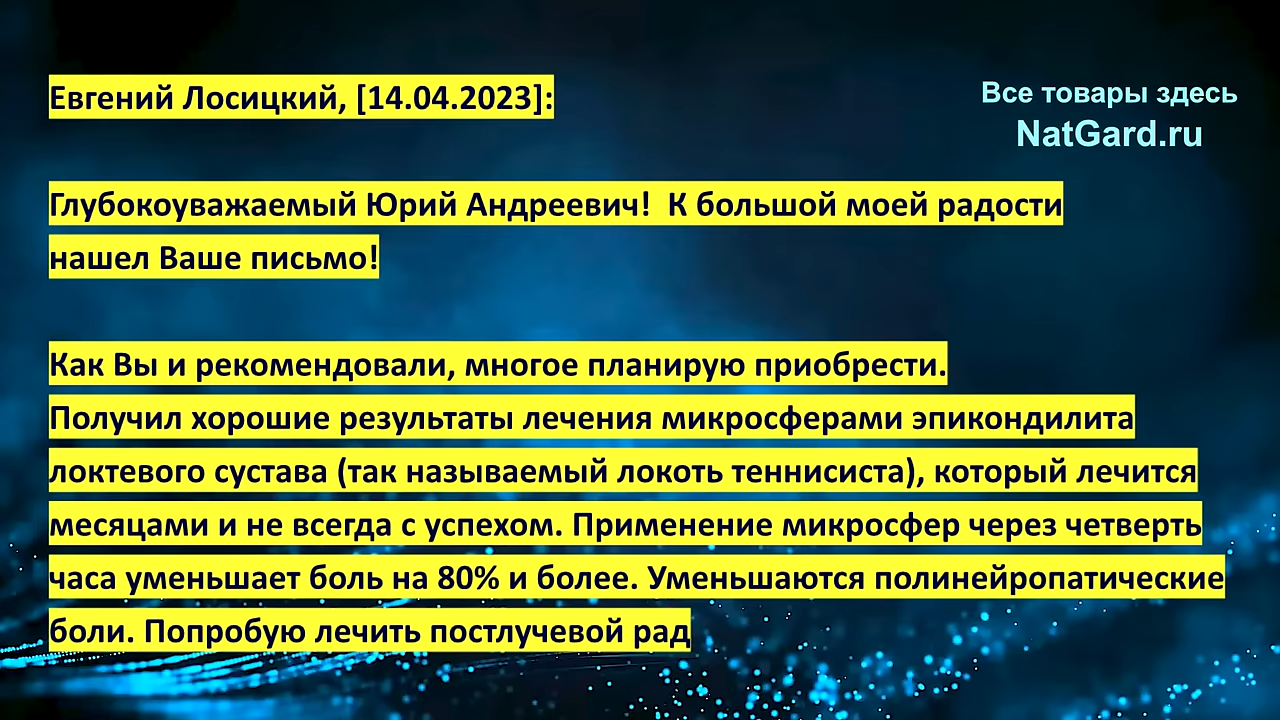 Евгений Лосицкий, [14.04.2023]:
Все товары здесь
NatGard.ru
Глубокоуважаемый Юрий Андреевич!  К большой моей радости
нашел Ваше письмо!
Как Вы и рекомендовали, многое планирую приобрести.
Получил хорошие результаты лечения микросферами эпикондилита
локтевого сустава (так называемый локоть теннисиста), который лечится
месяцами и не всегда с успехом. Применение микросфер через четверть
часа уменьшает боль на 80% и более. Уменьшаются полинейропатические
боли. Попробую лечить постлучевой рад